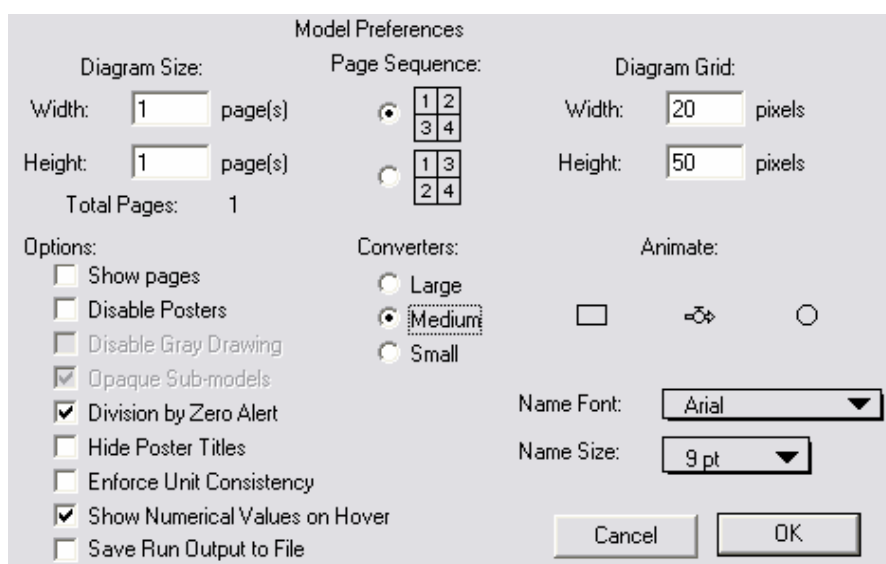 Model Preferences
Diagram Size:
Width: 1 page(s)
Height: 1 page(s)
Total Pages: 1
Page Sequence:
1 2
3 4
1 3
2 4
Diagram Grid:
Width: 20 pixels
Height: 50 pixels
Options:
Show pages
Disable Posters
Disable Gray Drawing
Opaque Sub-models
Division by Zero Alert
Hide Poster Titles
Enforce Unit Consistency
Show Numerical Values on Hover
Save Run Output to File
Converters:
Large
Medium
Small
Animate:
Name Font: Arial
Name Size: 9 pt
Cancel
OK